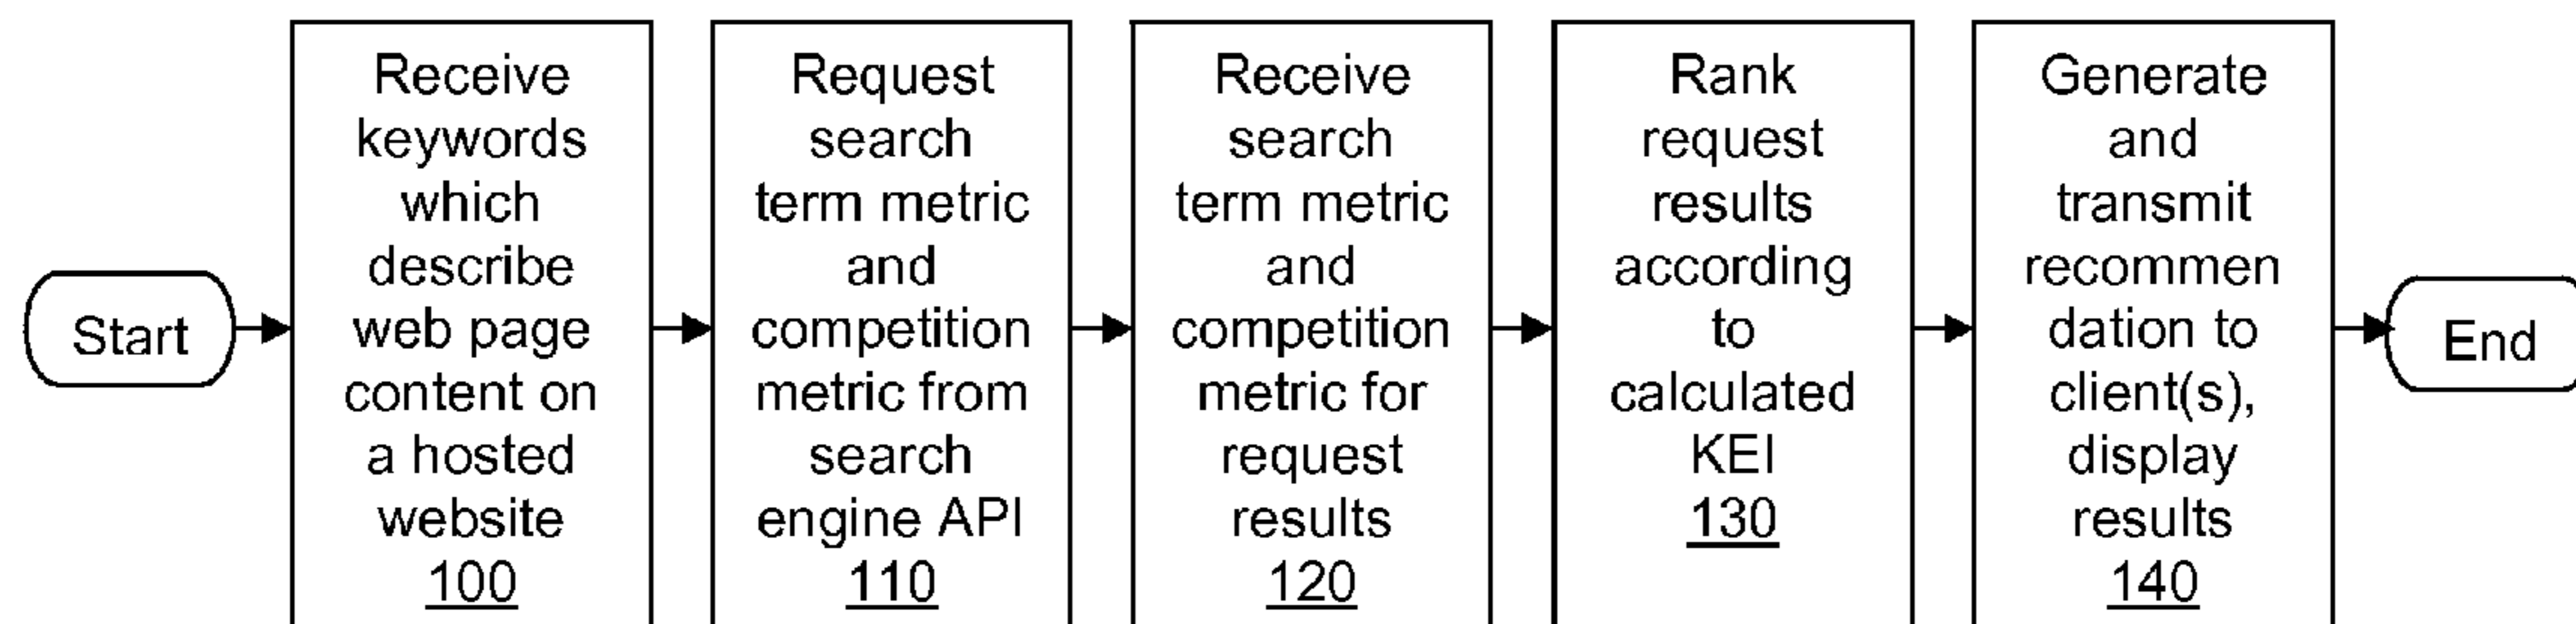 Start
Receive
keywords
which
describe
web page
content on
a hosted
website
100
Request
search
term metric
and
competition
metric from
search
engine API
110
Receive
search
term metric
and
competition
metric for
request
results
120
Rank
request
results
according
to
calculated
KEI
130
Generate
and
transmit
recommen
dation to
client(s),
display
results
140
End